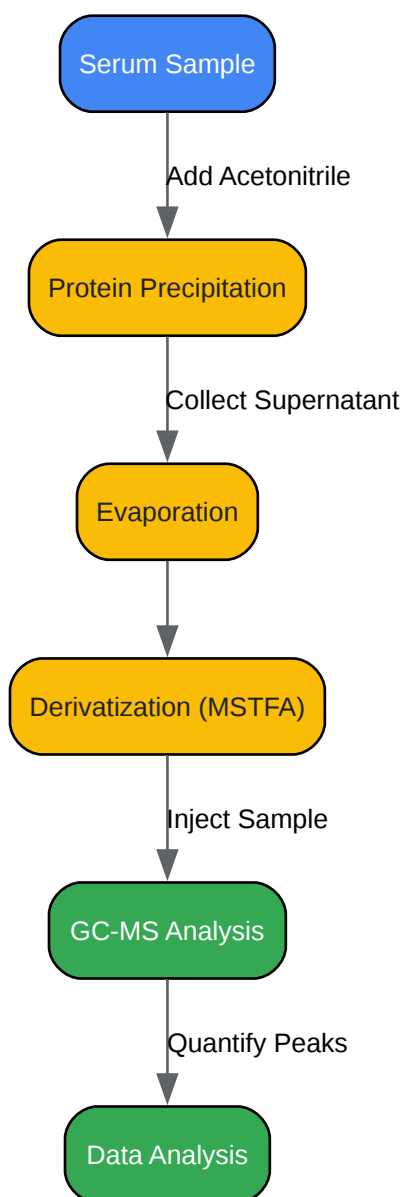 Serum Sample
Add Acetonitrile
Protein Precipitation
Collect Supernatant
Evaporation
Derivatization (MSTFA)
Inject Sample
GC-MS Analysis
Quantify Peaks
Data Analysis